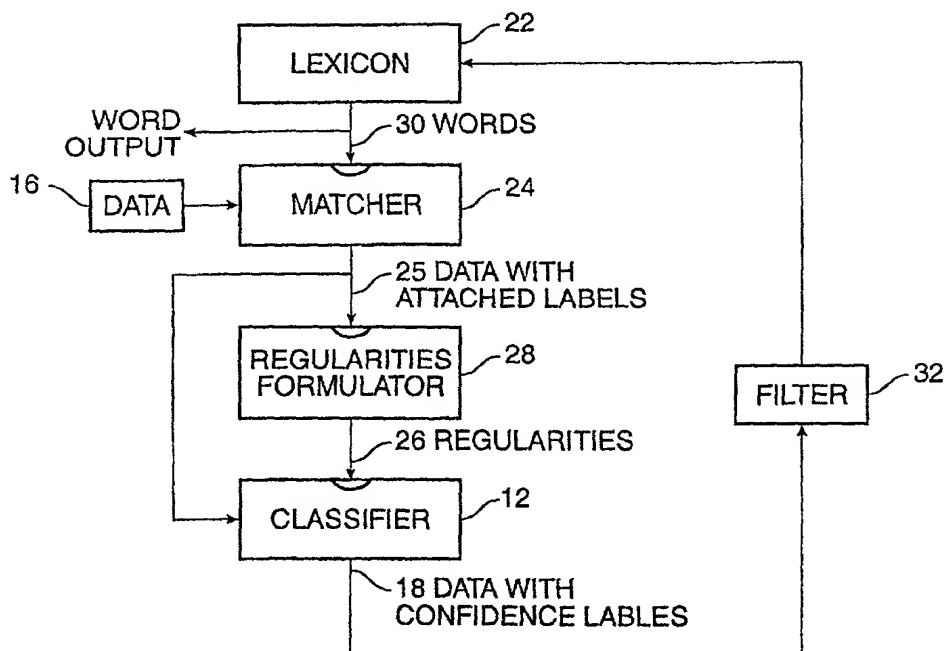 22
LEXICON
WORD
OUTPUT
30 WORDS
16
DATA
MATCHER
24
25 DATA WITH
ATTACHED LABELS
REGULARITIES
FORMULATOR
28
FILTER
32
26 REGULARITIES
CLASSIFIER
12
18 DATA WITH
CONFIDENCE LABLES